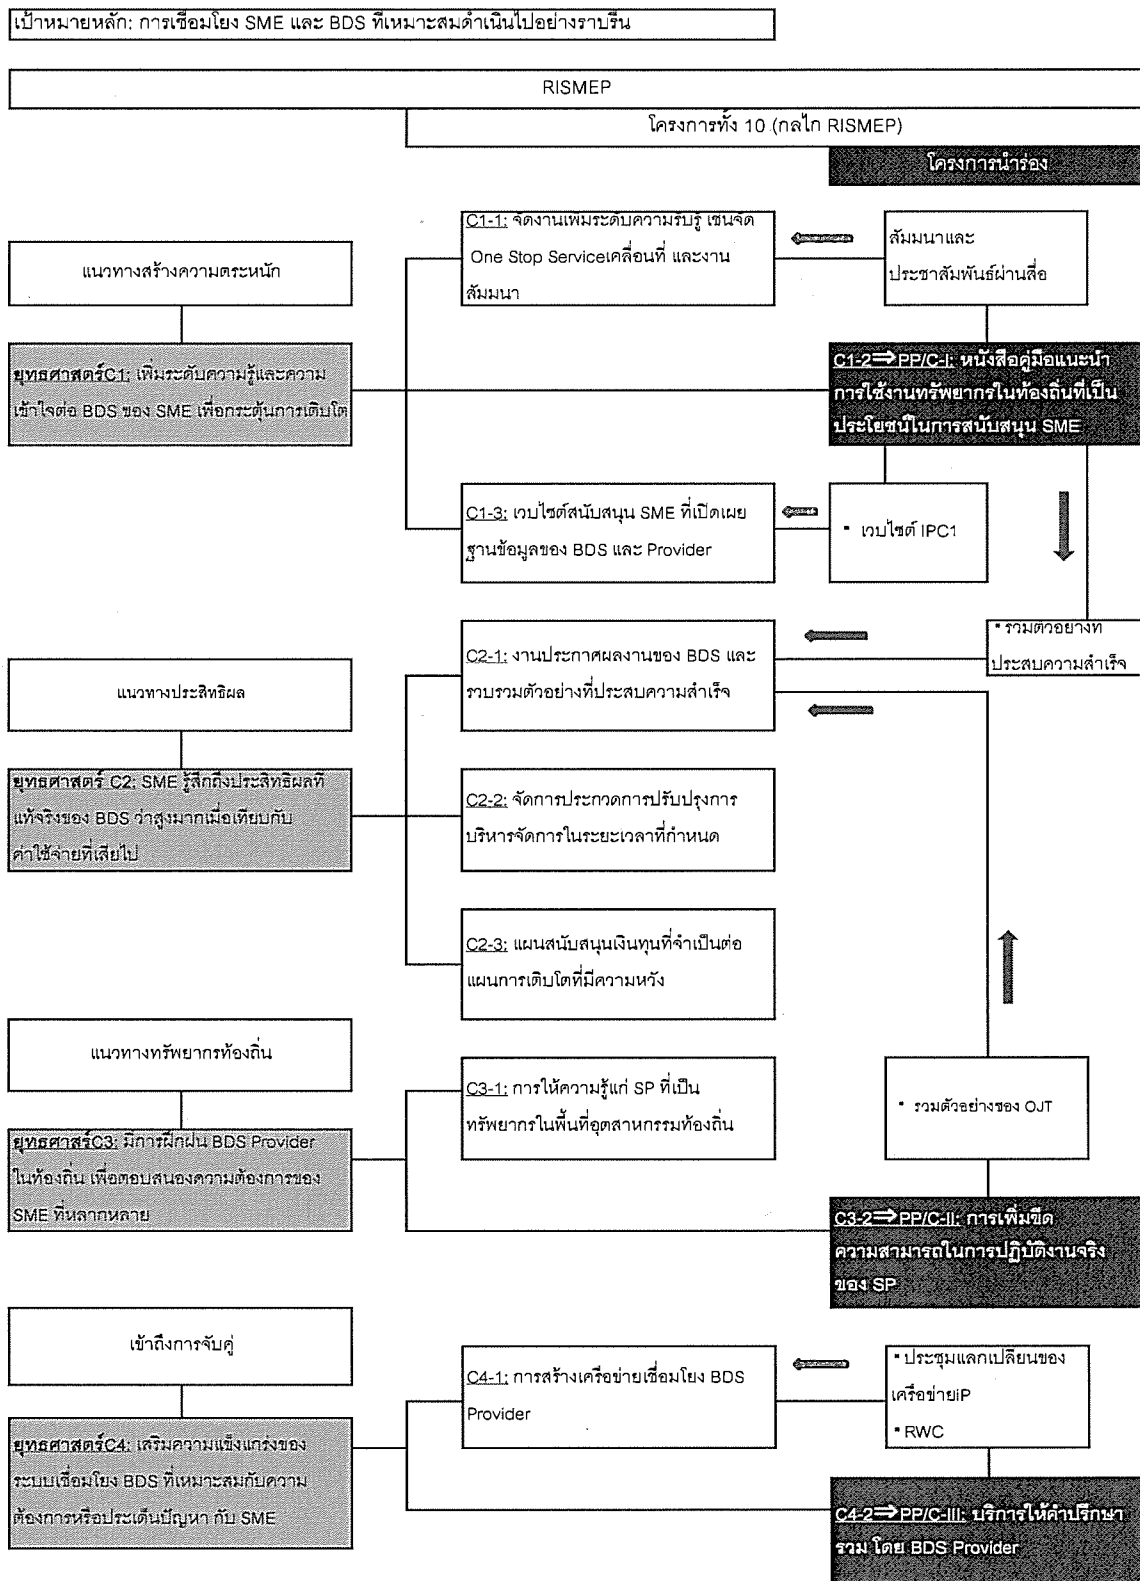 เป้าหมายหลัก: การเชื่อมโยง SME และ BDS ที่เหมาะสมดำเนินไปอย่างราบรื่น
RISMEP
โครงการทั้ง 10 (กลไก RISMEP)
โครงการนำร่อง
แนวทางสร้างความตระหนัก
ยุทธศาสตร์C1: เพิ่มระดับความรู้และความ
เข้าใจต่อ BDS ของ SME เพื่อกระตุ้นการเติบโต
C1-1: จัดงานเพิ่มระดับความรับรู้ เช่นจัด
One Stop Serviceเคลื่อนที่ และงาน
สัมมนา
สัมมนาและ
ประชาสัมพันธ์ผ่านสื่อ
C1-2⇒PP/C-I: หนังสือคู่มือแนะนำ
การใช้งานทรัพยากรในท้องถิ่นที่เป็น
ประโยชน์ในการสนับสนุน SME
C1-3: เวบไซต์สนับสนุน SME ที่เปิดเผย
ฐานข้อมูลของ BDS และ Provider
▪ เวบไซต์ IPC1
แนวทางประสิทธิผล
ยุทธศาสตร์ C2: SME รู้สึกถึงประสิทธิผลที่
แท้จริงของ BDS ว่าสูงมากเมื่อเทียบกับ
ค่าใช้จ่ายที่เสียไป
C2-1: งานประกาศผลงานของ BDS และ
รวบรวมตัวอย่างที่ประสบความสำเร็จ
▪ รวมตัวอย่างท
ประสบความสำเร็จ
C2-2: จัดการประกวดการปรับปรุงการ
บริหารจัดการในระยะเวลาที่กำหนด
C2-3: แผนสนับสนุนเงินทุนที่จำเป็นต่อ
แผนการเติบโตที่มีความหวัง
แนวทางทรัพยากรท้องถิ่น
ยุทธศาสร์C3: มีการฝึกฝน BDS Provider
ในท้องถิ่น เพื่อตอบสนองความต้องการของ
SME ที่หลากหลาย
C3-1: การให้ความรู้แก่ SP ที่เป็น
ทรัพยากรในพื้นที่อุตสาหกรรมท้องถิ่น
▪ รวมตัวอย่างของ OJT
C3-2⇒PP/C-II: การเพิ่มขีด
ความสามารถในการปฏิบัติงานจริง
ของ SP
เข้าถึงการจับคู่
ยุทธศาสตร์C4: เสริมความแข็งแกร่งของ
ระบบเชื่อมโยง BDS ที่เหมาะสมกับความ
ต้องการหรือประเด็นปัญหา กับ SME
C4-1: การสร้างเครือข่ายเชื่อมโยง BDS
Provider
▪ ประชุมแลกเปลี่ยนของ
เครือข่ายiP
▪ RWC
C4-2⇒PP/C-III: บริการให้คำปรึกษา
รวม โดย BDS Provider